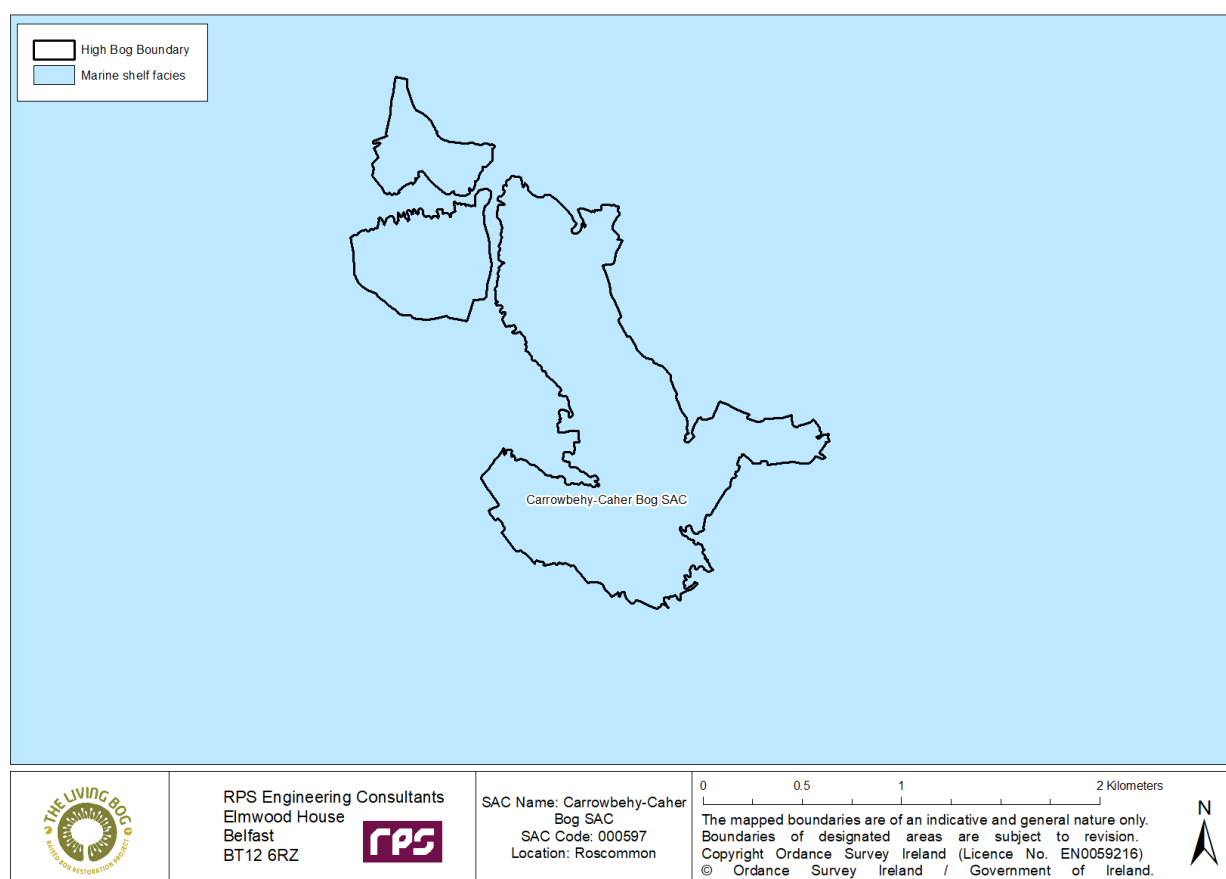 High Bog Boundary
Marine shelf facies
Carrowbehy-Caher Bog SAC
THE LIVING BOG
RAISED BOG RESTORATION PROJECT
RPS Engineering Consultants
Elmwood House
Belfast
BT12 6RZ
rps
SAC Name: Carrowbehy-Caher
Bog SAC
SAC Code: 000597
Location: Roscommon
0 0.5 1 2 Kilometers
The mapped boundaries are of an indicative and general nature only.
Boundaries of designated areas are subject to revision.
Copyright Ordance Survey Ireland (Licence No. EN0059216)
© Ordance Survey Ireland / Government of Ireland.
N